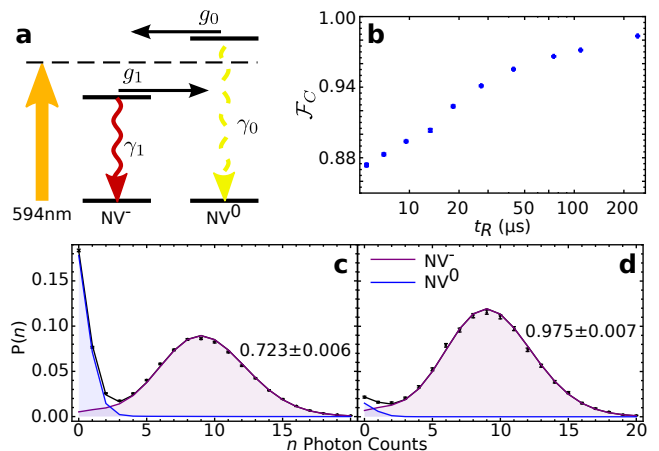 a
g₀
g₁
γ₁
γ₀
594nm
NV⁻
NV⁰
b
1.00
0.94
0.88
𝓕_C
10 20 50 100 200
t_R (μs)
c
0.15
0.10
0.05
0.00
P(n)
0.723±0.006
0 5 10 15
d
NV⁻
NV⁰
0.975±0.007
0 5 10 15 20
n Photon Counts